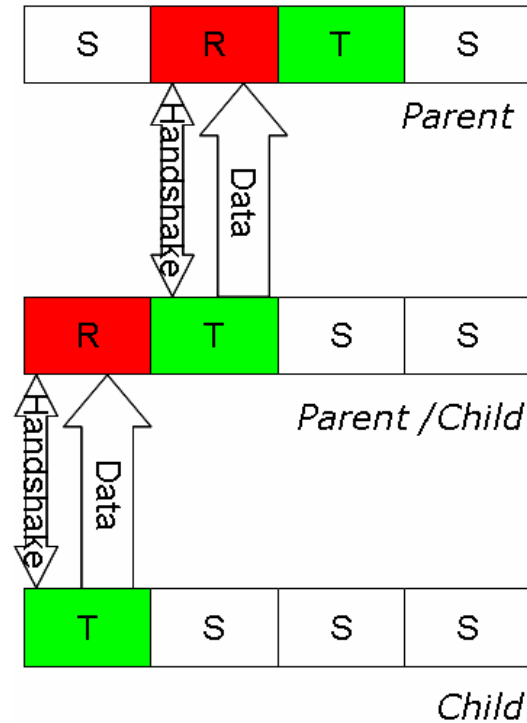 S R T S
Parent
Handshake
Data
R T S S
Parent /Child
Handshake
Data
T S S S
Child